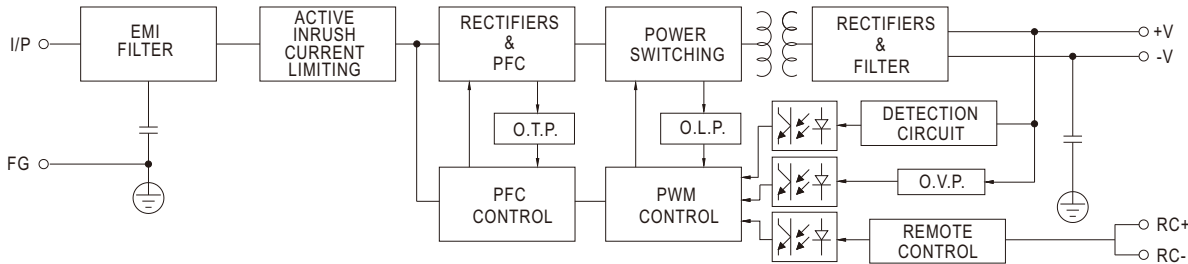 I/P
EMI
FILTER
ACTIVE
INRUSH
CURRENT
LIMITING
RECTIFIERS
&
PFC
POWER
SWITCHING
RECTIFIERS
&
FILTER
+V
-V
O.T.P.
O.L.P.
DETECTION
CIRCUIT
FG
PFC
CONTROL
PWM
CONTROL
O.V.P.
REMOTE
CONTROL
RC+
RC-